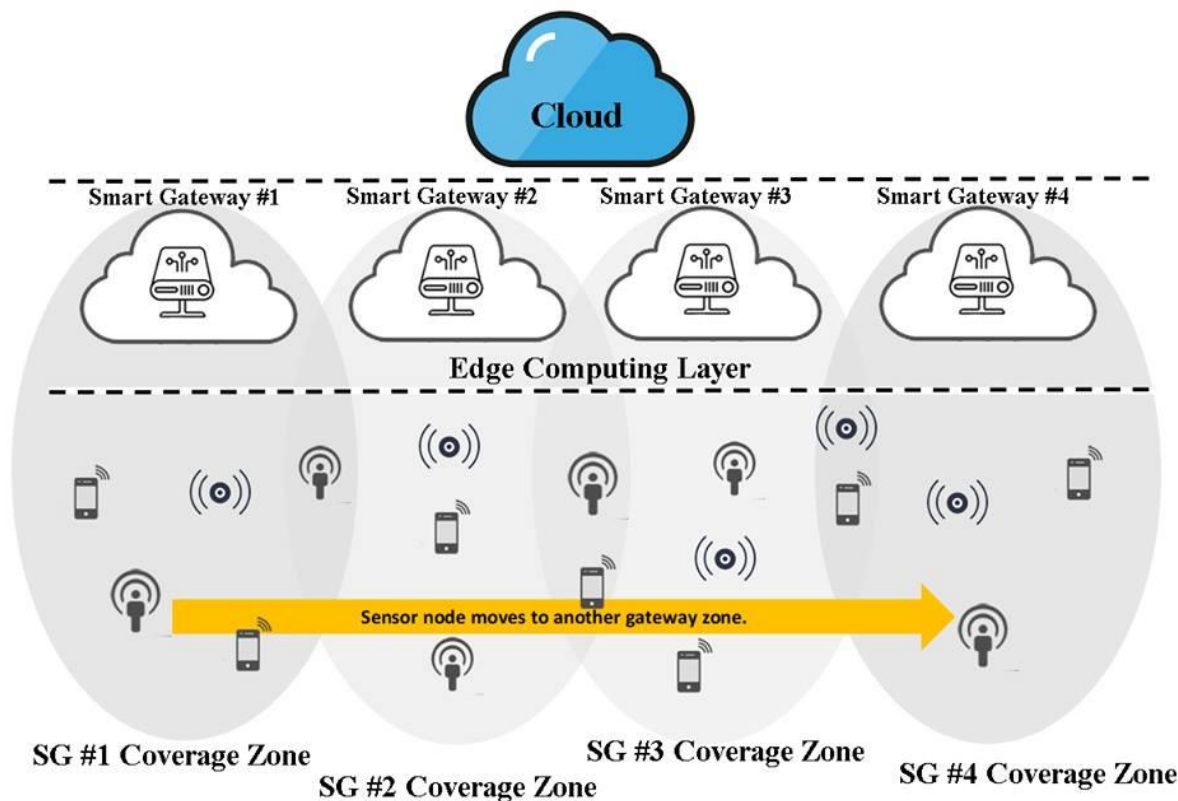 Cloud
Smart Gateway #1
Smart Gateway #2
Smart Gateway #3
Smart Gateway #4
Edge Computing Layer
Sensor node moves to another gateway zone.
SG #1 Coverage Zone
SG #2 Coverage Zone
SG #3 Coverage Zone
SG #4 Coverage Zone